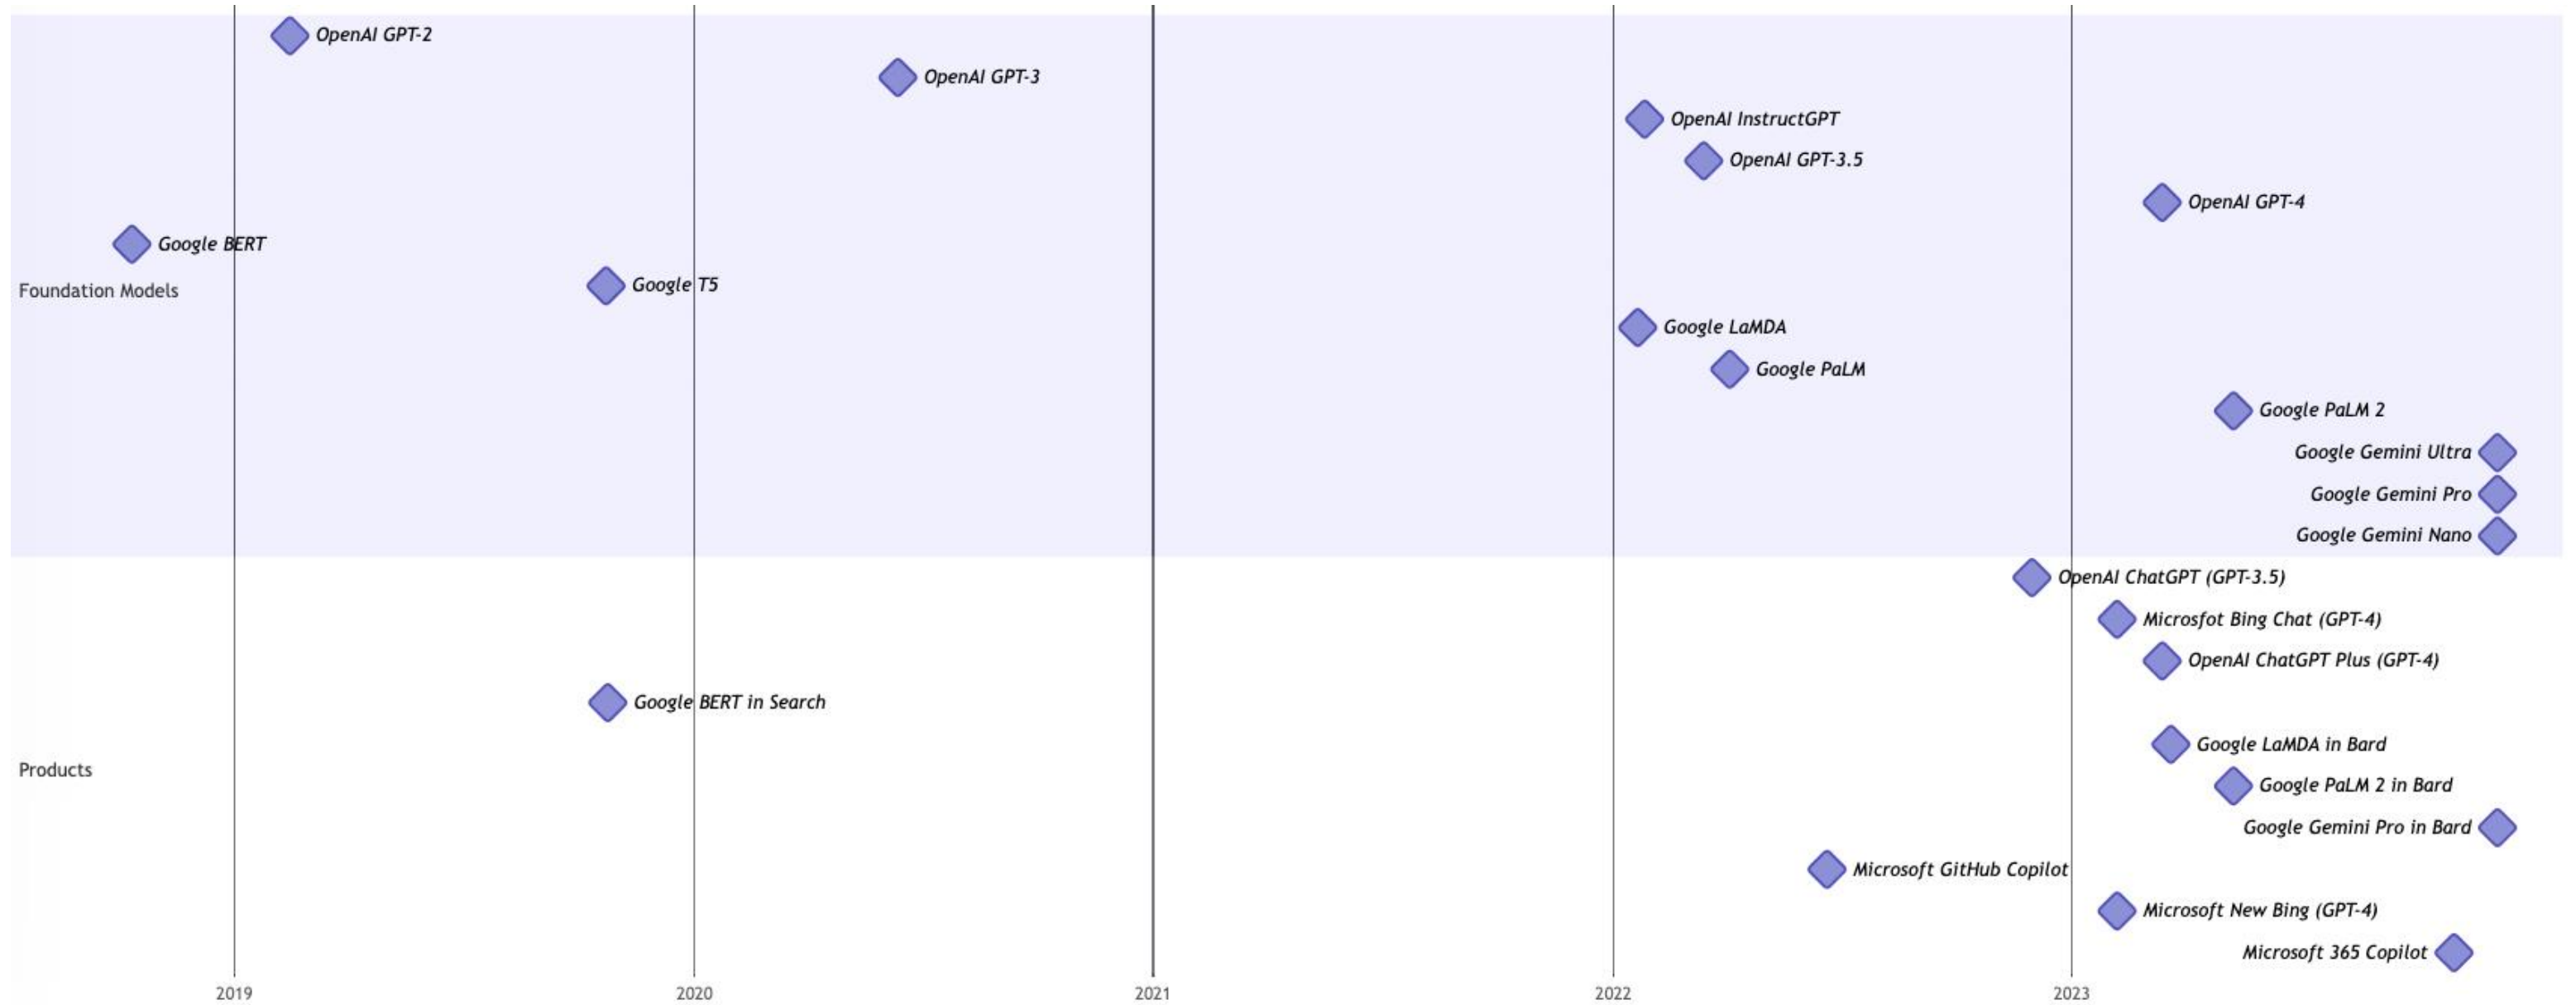 OpenAI GPT-2
OpenAI GPT-3
OpenAI InstructGPT
OpenAI GPT-3.5
OpenAI GPT-4
Google BERT
Foundation Models
Google T5
Google LaMDA
Google PaLM
Google PaLM 2
Google Gemini Ultra
Google Gemini Pro
Google Gemini Nano
OpenAI ChatGPT (GPT-3.5)
Microsfot Bing Chat (GPT-4)
OpenAI ChatGPT Plus (GPT-4)
Google BERT in Search
Google LaMDA in Bard
Products
Google PaLM 2 in Bard
Google Gemini Pro in Bard
Microsoft GitHub Copilot
Microsoft New Bing (GPT-4)
Microsoft 365 Copilot
2019 2020 2021 2022 2023